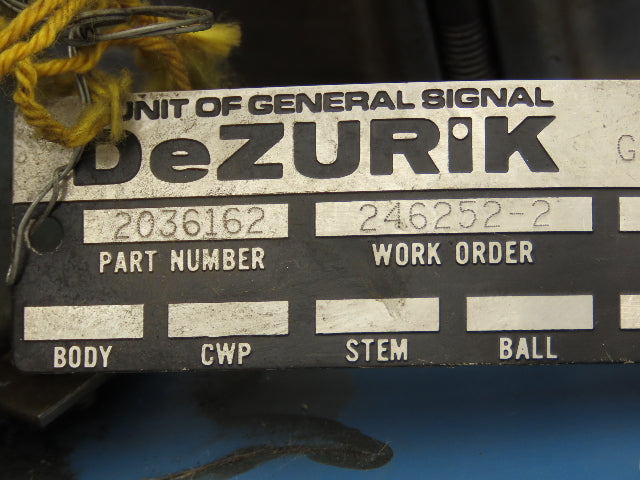 UNIT OF GENERAL SIGNAL
DeZURiK
G
2036162 246252-2
PART NUMBER WORK ORDER
BODY CWP STEM BALL